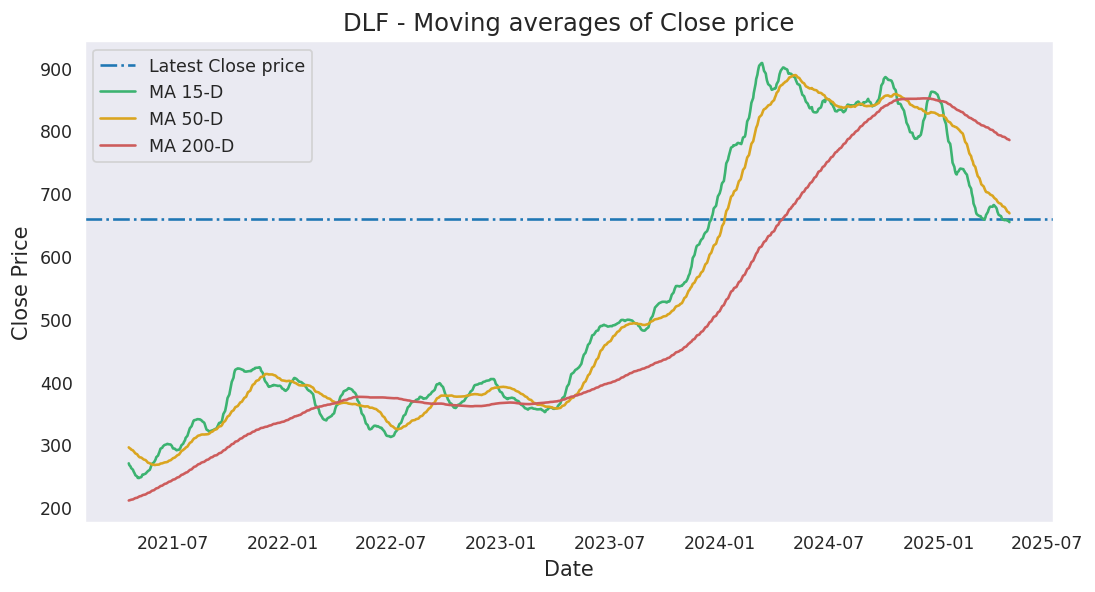 DLF - Moving averages of Close price
Latest Close price
MA 15-D
MA 50-D
MA 200-D
900
800
700
600
500
400
300
200
Close Price
2021-07
2022-01
2022-07
2023-01
2023-07
2024-01
2024-07
2025-01
2025-07
Date